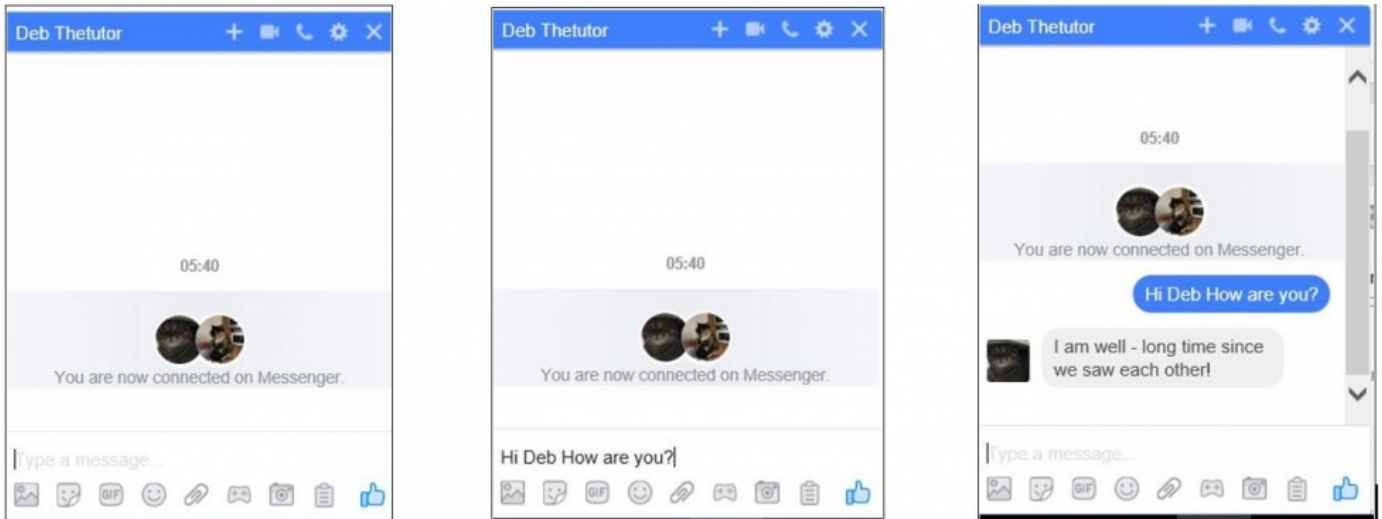 Deb Thetutor
05:40
You are now connected on Messenger.
Type a message...
GIF
Deb Thetutor
05:40
You are now connected on Messenger.
Hi Deb How are you?
GIF
Deb Thetutor
05:40
You are now connected on Messenger.
Hi Deb How are you?
I am well - long time since
we saw each other!
Type a message...
GIF